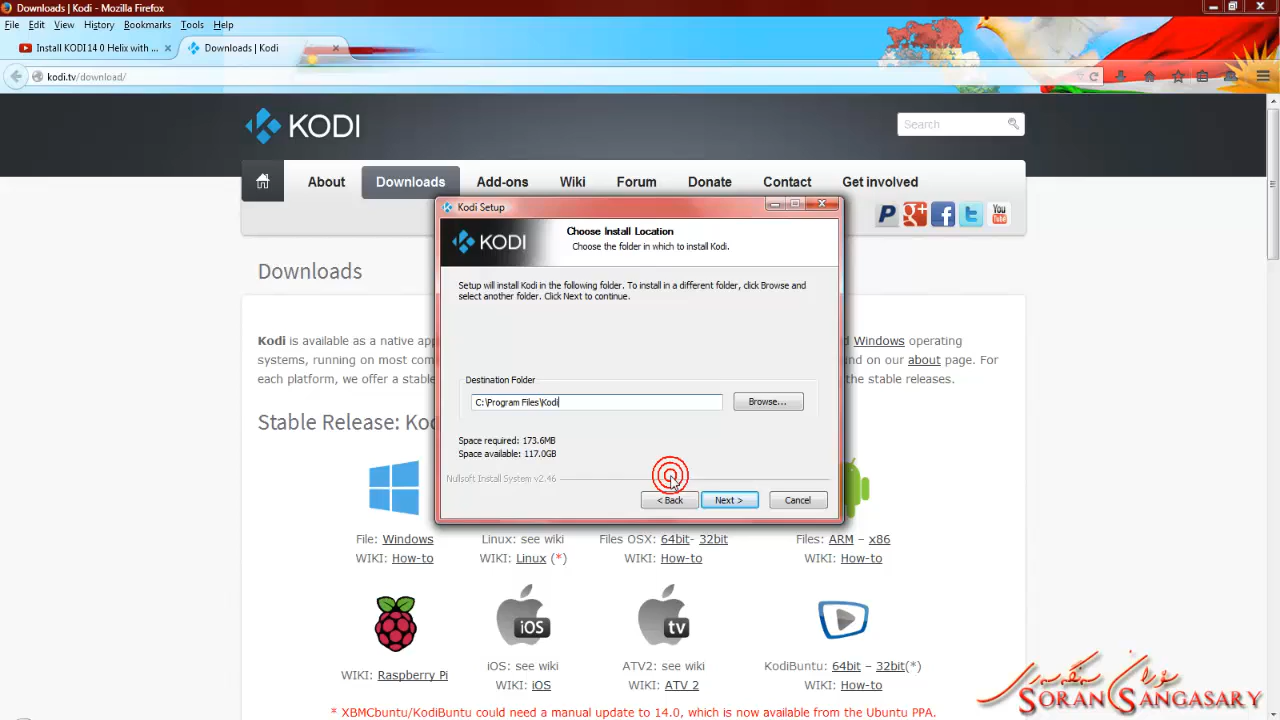 Downloads | Kodi - Mozilla Firefox
File Edit View History Bookmarks Tools Help
Install KODI 14 0 Helix with ...
Downloads | Kodi
kodi.tv/download/
KODI
Search
About Downloads Add-ons Wiki Forum Donate Contact Get involved
You
Tube
Kodi Setup
KODI
Choose Install Location
Choose the folder in which to install Kodi.
Downloads
Setup will install Kodi in the following folder. To install in a different folder, click Browse and
select another folder. Click Next to continue.
Kodi is available as a native app
Windows operating
systems, running on most com
nd on our about page. For
each platform, we offer a stable
the stable releases.
Destination Folder
C:\Program Files\Kodi
Browse...
Stable Release: Ko
Space required: 173.6MB
Space available: 117.0GB
Nullsoft Install System v2.46
< Back Next > Cancel
File: Windows
Linux: see wiki
Files OSX: 64bit- 32bit
Files: ARM – x86
WIKI: How-to
WIKI: Linux (*)
WIKI: How-to
WIKI: How-to
iOS
tv
WIKI: Raspberry Pi
iOS: see wiki
ATV2: see wiki
KodiBuntu: 64bit – 32bit(*)
WIKI: iOS
WIKI: ATV 2
WIKI: How-to
* XBMCbuntu/KodiBuntu could need a manual update to 14.0, which is now available from the Ubuntu PPA.
SORAN SANGASARY